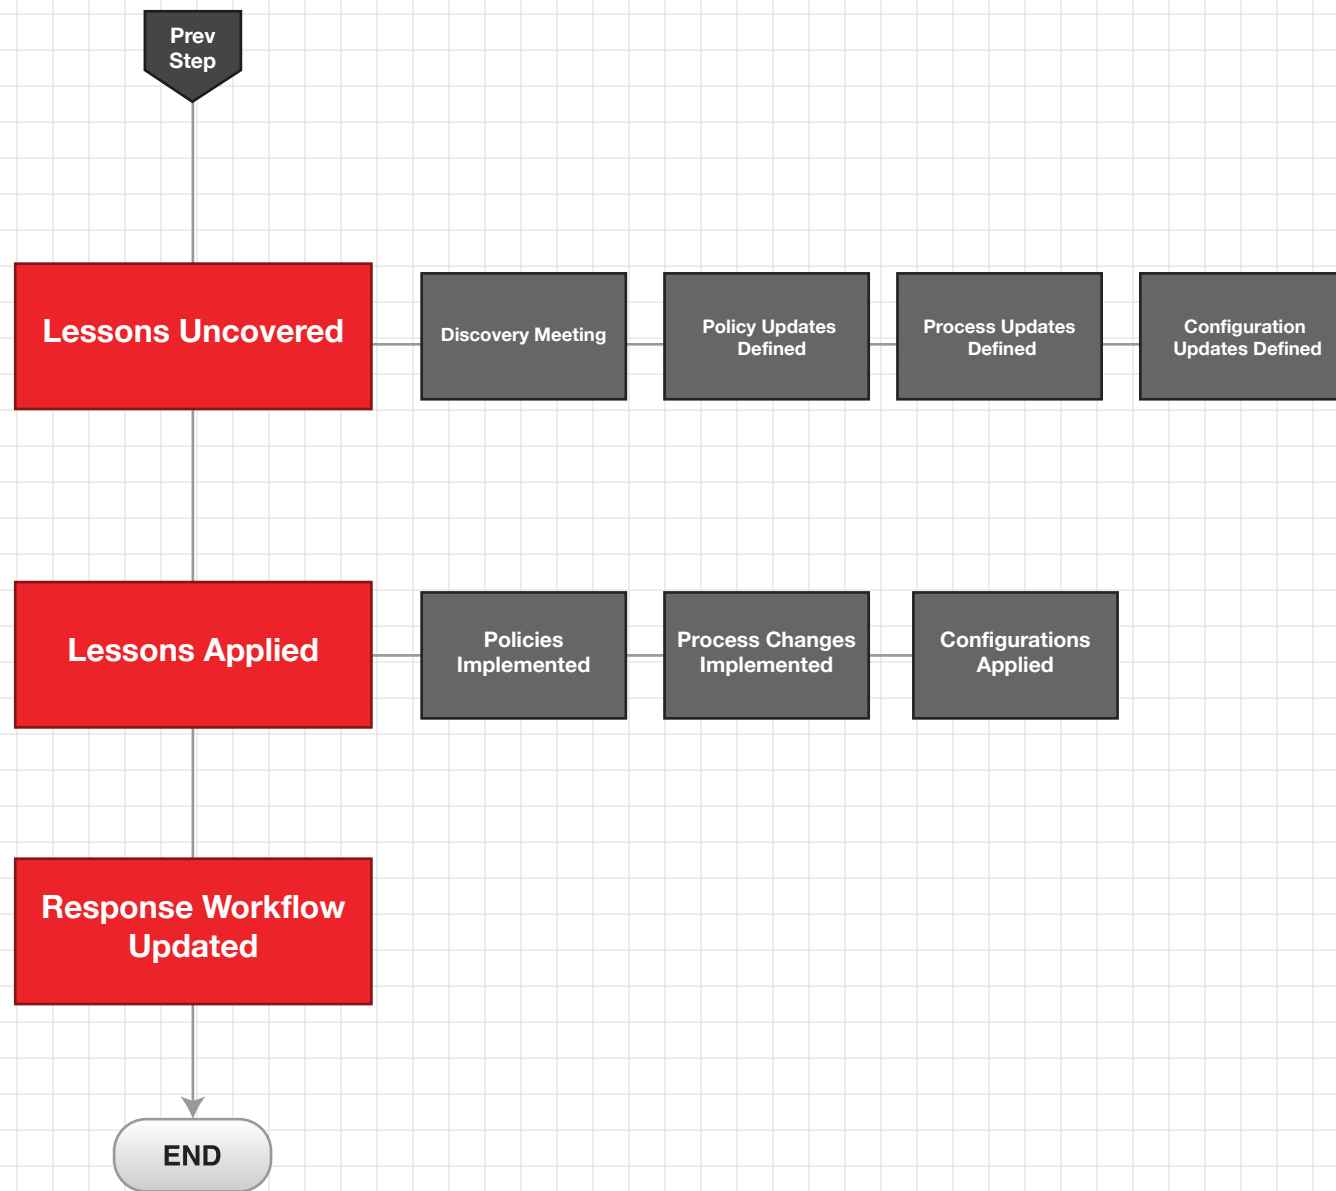 Prev
Step
Lessons Uncovered
Discovery Meeting
Policy Updates
Defined
Process Updates
Defined
Configuration
Updates Defined
Lessons Applied
Policies
Implemented
Process Changes
Implemented
Configurations
Applied
Response Workflow
Updated
END